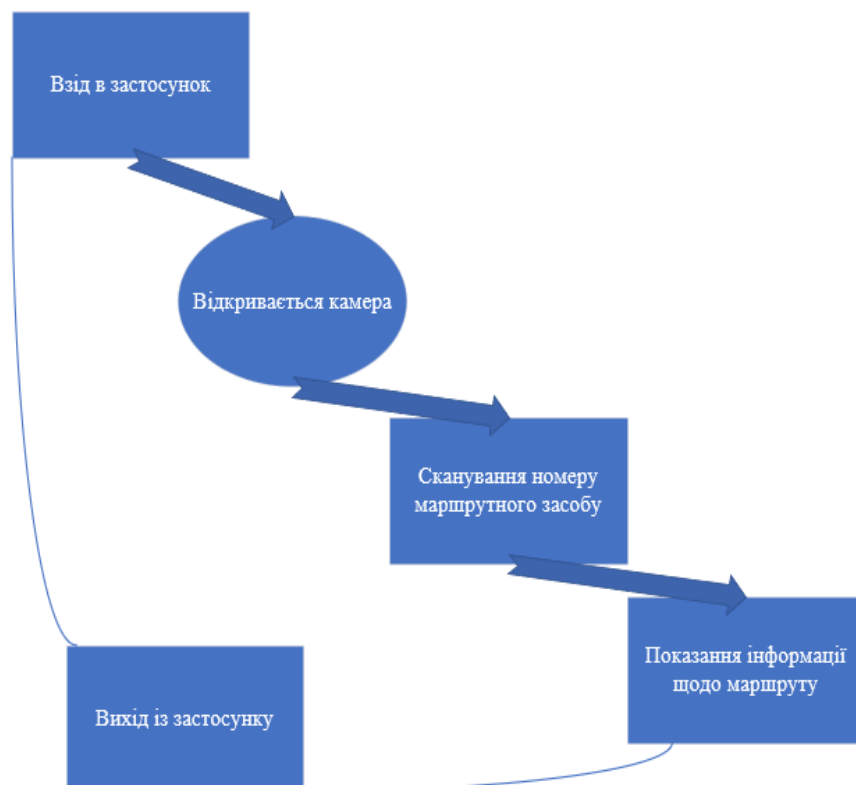 Взід в застосунок
Відкривається камера
Сканування номеру
маршрутного засобу
Показання інформації
щодо маршруту
Вихід із застосунку